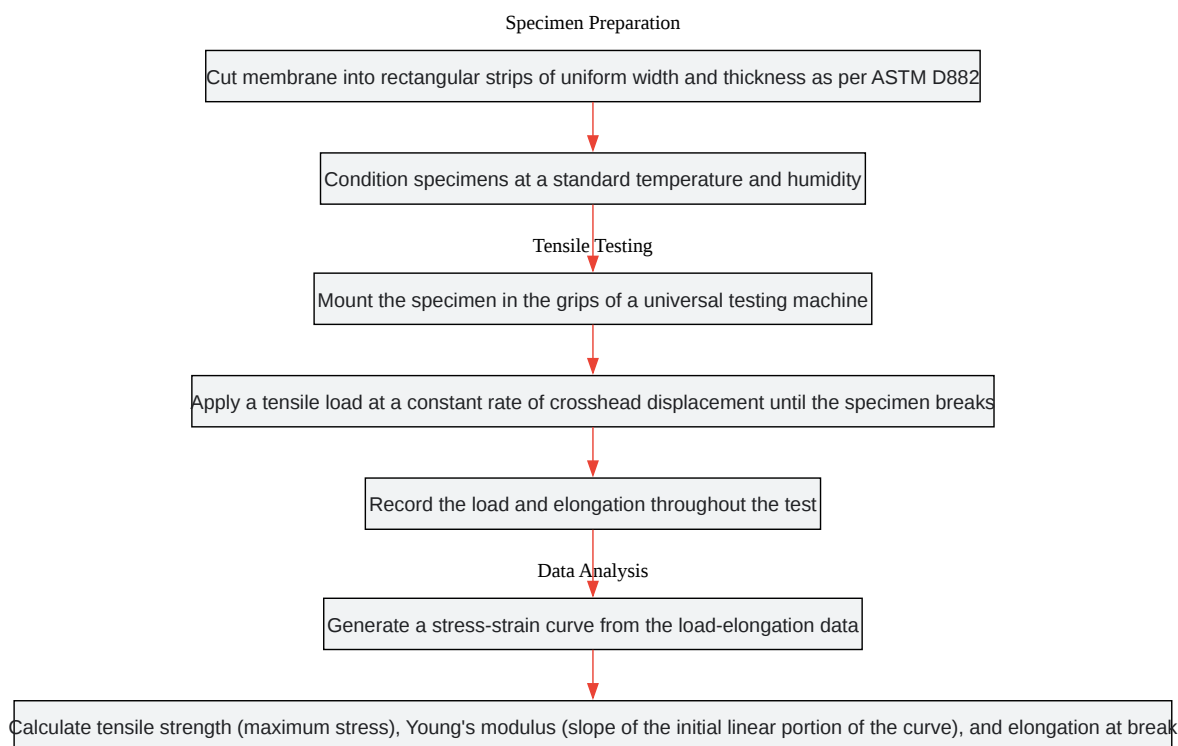 Specimen Preparation
Cut membrane into rectangular strips of uniform width and thickness as per ASTM D882
Condition specimens at a standard temperature and humidity
Tensile Testing
Mount the specimen in the grips of a universal testing machine
Apply a tensile load at a constant rate of crosshead displacement until the specimen breaks
Record the load and elongation throughout the test
Data Analysis
Generate a stress-strain curve from the load-elongation data
Calculate tensile strength (maximum stress), Young's modulus (slope of the initial linear portion of the curve), and elongation at break